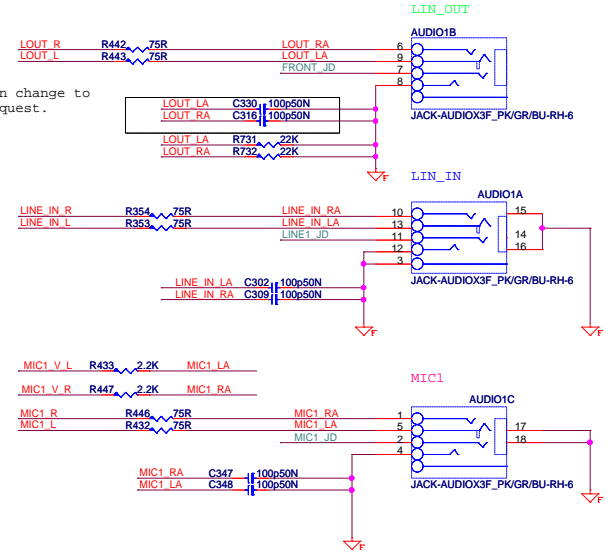 LIN_OUT
AUDIO1B
LOUT_R R442 75R LOUT_RA 6
LOUT_L R443 75R LOUT_LA 9
FRONT_JD 7
8
n change to
quest.
LOUT_LA C330 100p50N
LOUT_RA C316 100p50N
JACK-AUDIOX3F_PK/GR/BU-RH-6
LOUT_LA R731 22K
LOUT_RA R732 22K
F
LIN_IN
AUDIO1A
LINE_IN_R R354 75R LINE_IN_RA 10 15
LINE_IN_L R353 75R LINE_IN_LA 13
LINE1_JD 11 14
12 16
3
JACK-AUDIOX3F_PK/GR/BU-RH-6
LINE_IN_LA C302 100p50N
LINE_IN_RA C309 100p50N
F F
MIC1_V_L R433 2.2K MIC1_LA
MIC1
MIC1_V_R R447 2.2K MIC1_RA
AUDIO1C
MIC1_R R446 75R MIC1_RA 1
MIC1_L R432 75R MIC1_LA 5 17
MIC1_JD 2 18
4
MIC1_RA C347 100p50N
MIC1_LA C348 100p50N
JACK-AUDIOX3F_PK/GR/BU-RH-6
F F